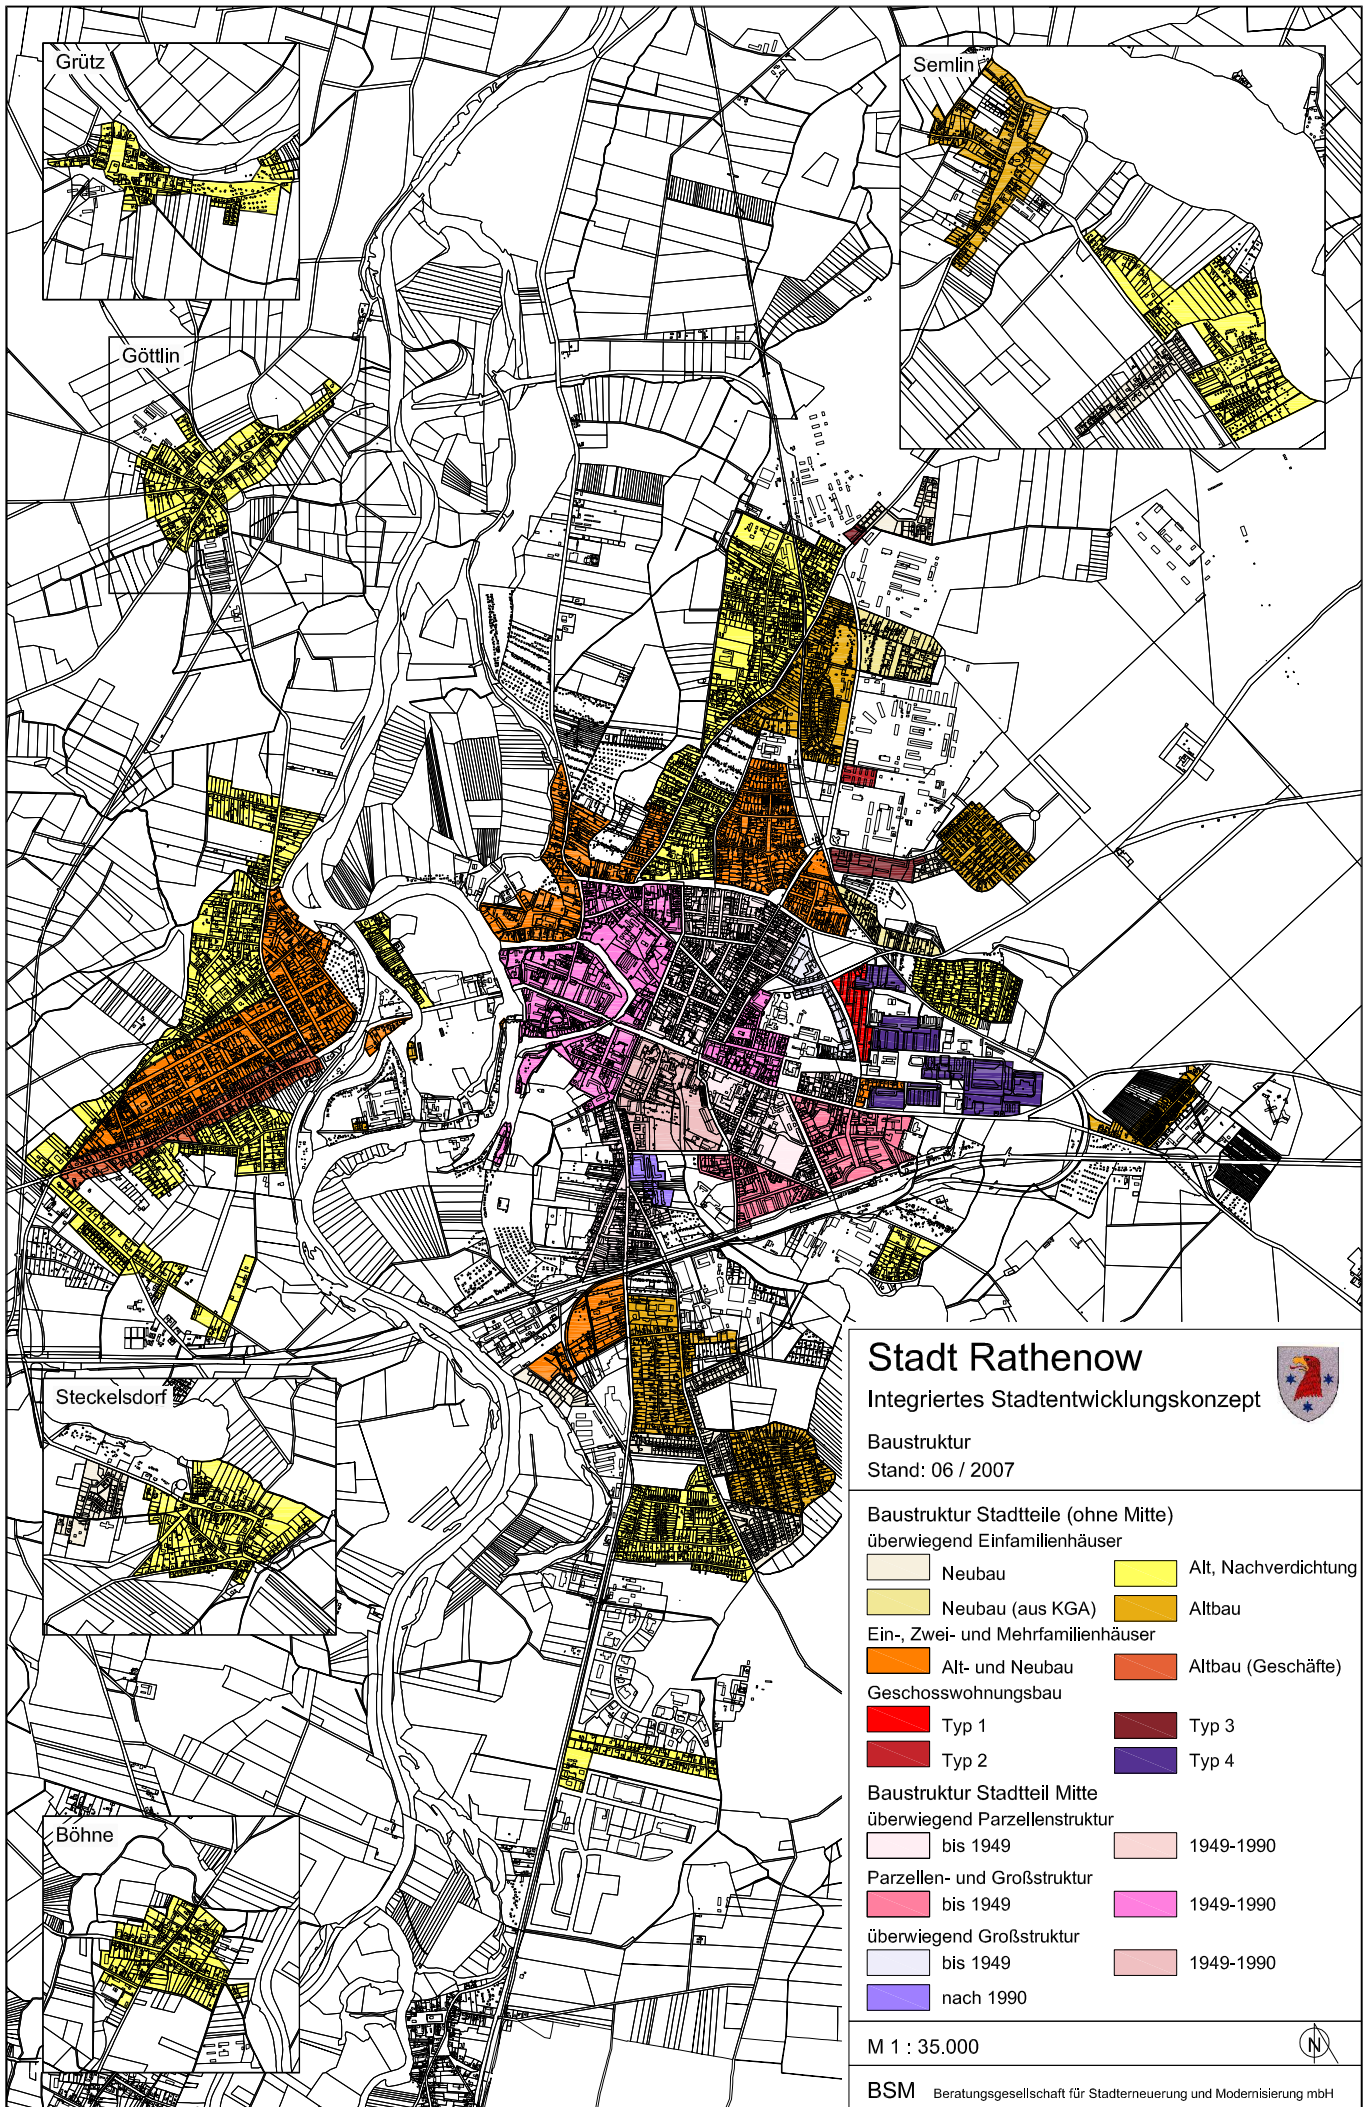 Grütz
Semlin
Göttlin
Steckelsdorf
Böhne
Stadt Rathenow
Integriertes Stadtentwicklungskonzept
Baustruktur
Stand: 06 / 2007
Baustruktur Stadtteile (ohne Mitte)
überwiegend Einfamilienhäuser
Neubau
Alt, Nachverdichtung
Neubau (aus KGA)
Altbau
Ein-, Zwei- und Mehrfamilienhäuser
Alt- und Neubau
Altbau (Geschäfte)
Geschosswohnungsbau
Typ 1
Typ 3
Typ 2
Typ 4
Baustruktur Stadtteil Mitte
überwiegend Parzellenstruktur
bis 1949
1949-1990
Parzellen- und Großstruktur
bis 1949
1949-1990
überwiegend Großstruktur
bis 1949
1949-1990
nach 1990
M 1 : 35.000
N
BSM Beratungsgesellschaft für Stadterneuerung und Modernisierung mbH